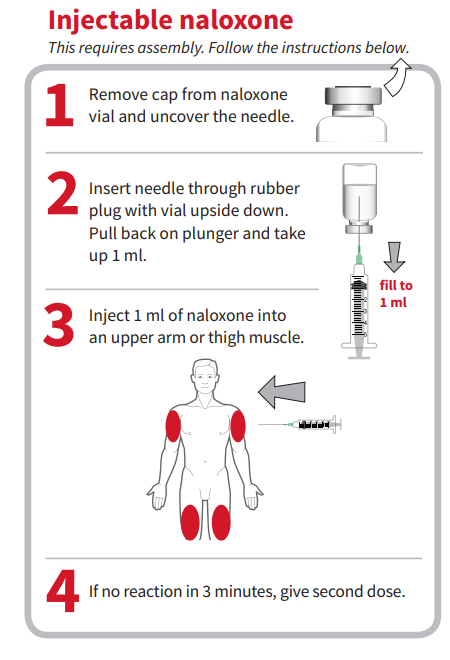 Injectable naloxone
This requires assembly. Follow the instructions below.
1
Remove cap from naloxone
vial and uncover the needle.
2
Insert needle through rubber
plug with vial upside down.
Pull back on plunger and take
up 1 ml.
fill to
1 ml
3
Inject 1 ml of naloxone into
an upper arm or thigh muscle.
4
If no reaction in 3 minutes, give second dose.